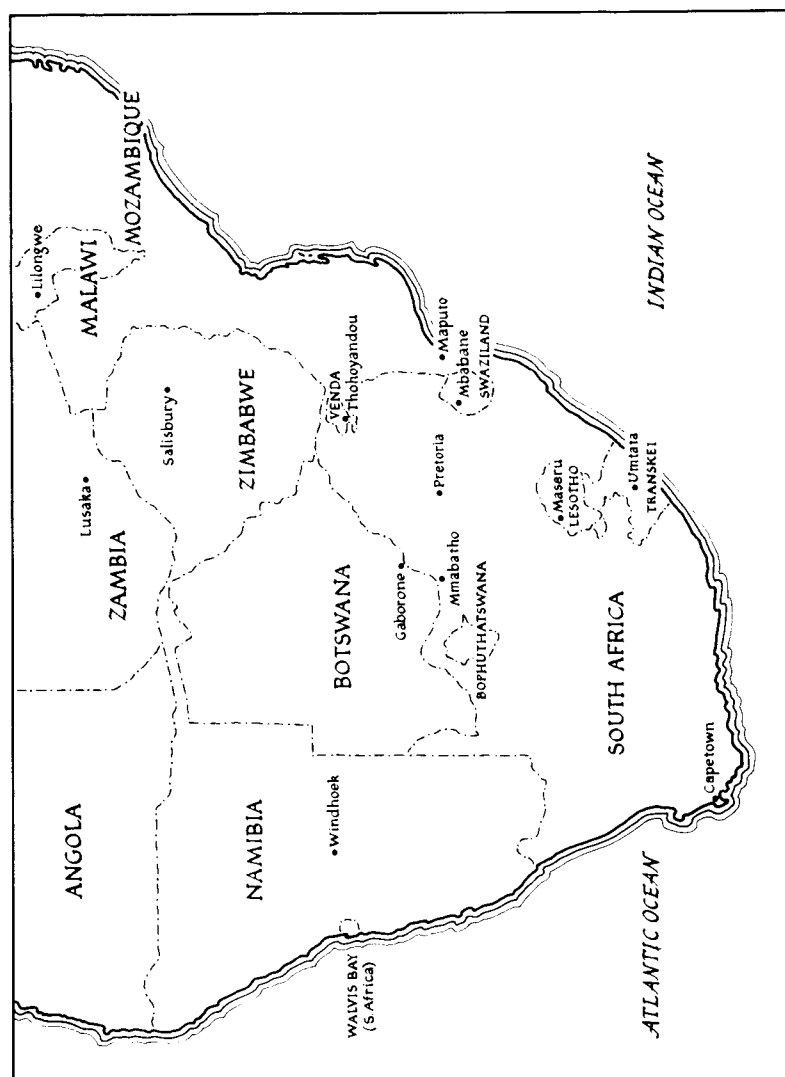 ANGOLA
ZAMBIA
Lusaka
MALAWI
Lilongwe
MOZAMBIQUE
Salisbury
ZIMBABWE
NAMIBIA
Windhoek
WALVIS BAY
(S. Africa)
BOTSWANA
Gaborone
VENDA
Thohoyandou
Pretoria
Maputo
Mbabane
SWAZILAND
Mmabatho
BOPHUTHATSWANA
Maseru
LESOTHO
Umtata
TRANSKEI
SOUTH AFRICA
Capetown
ATLANTIC OCEAN
INDIAN OCEAN